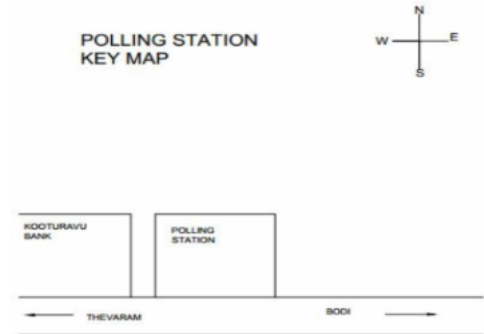 POLLING STATION
KEY MAP
N
W
E
S
KOOTURAVU
BANK
POLLING
STATION
THEVARAM
BODI